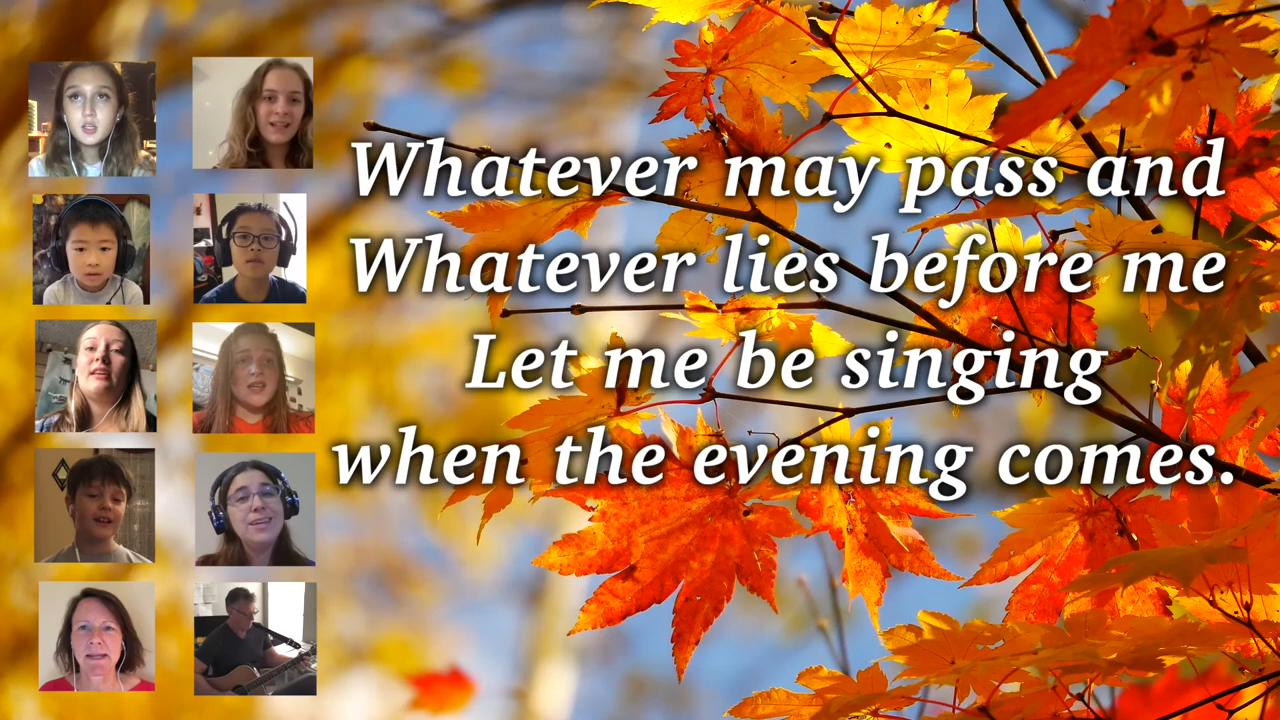 Whatever may pass and
Whatever lies before me
Let me be singing
when the evening comes.